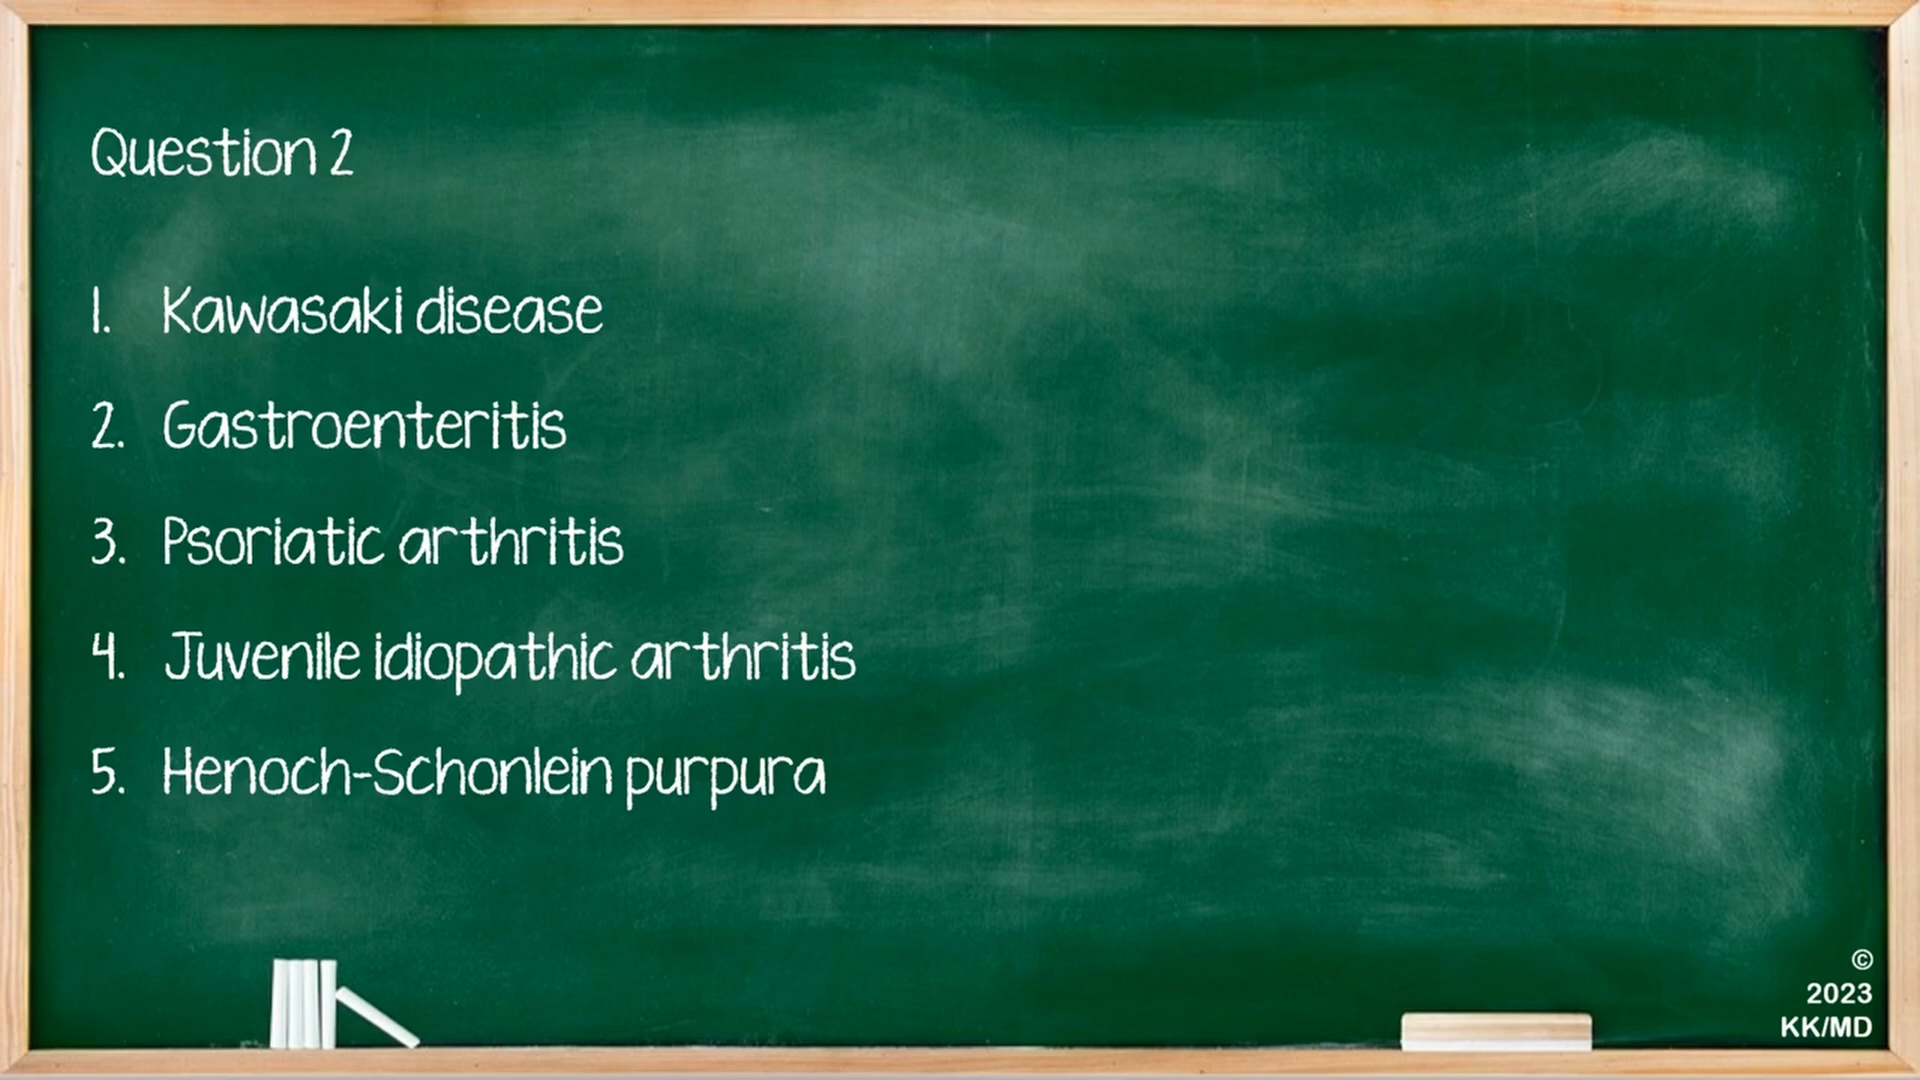 Question 2
1. Kawasaki disease
2. Gastroenteritis
3. Psoriatic arthritis
4. Juvenile idiopathic arthritis
5. Henoch-Schonlein purpura
©
2023
KK/MD